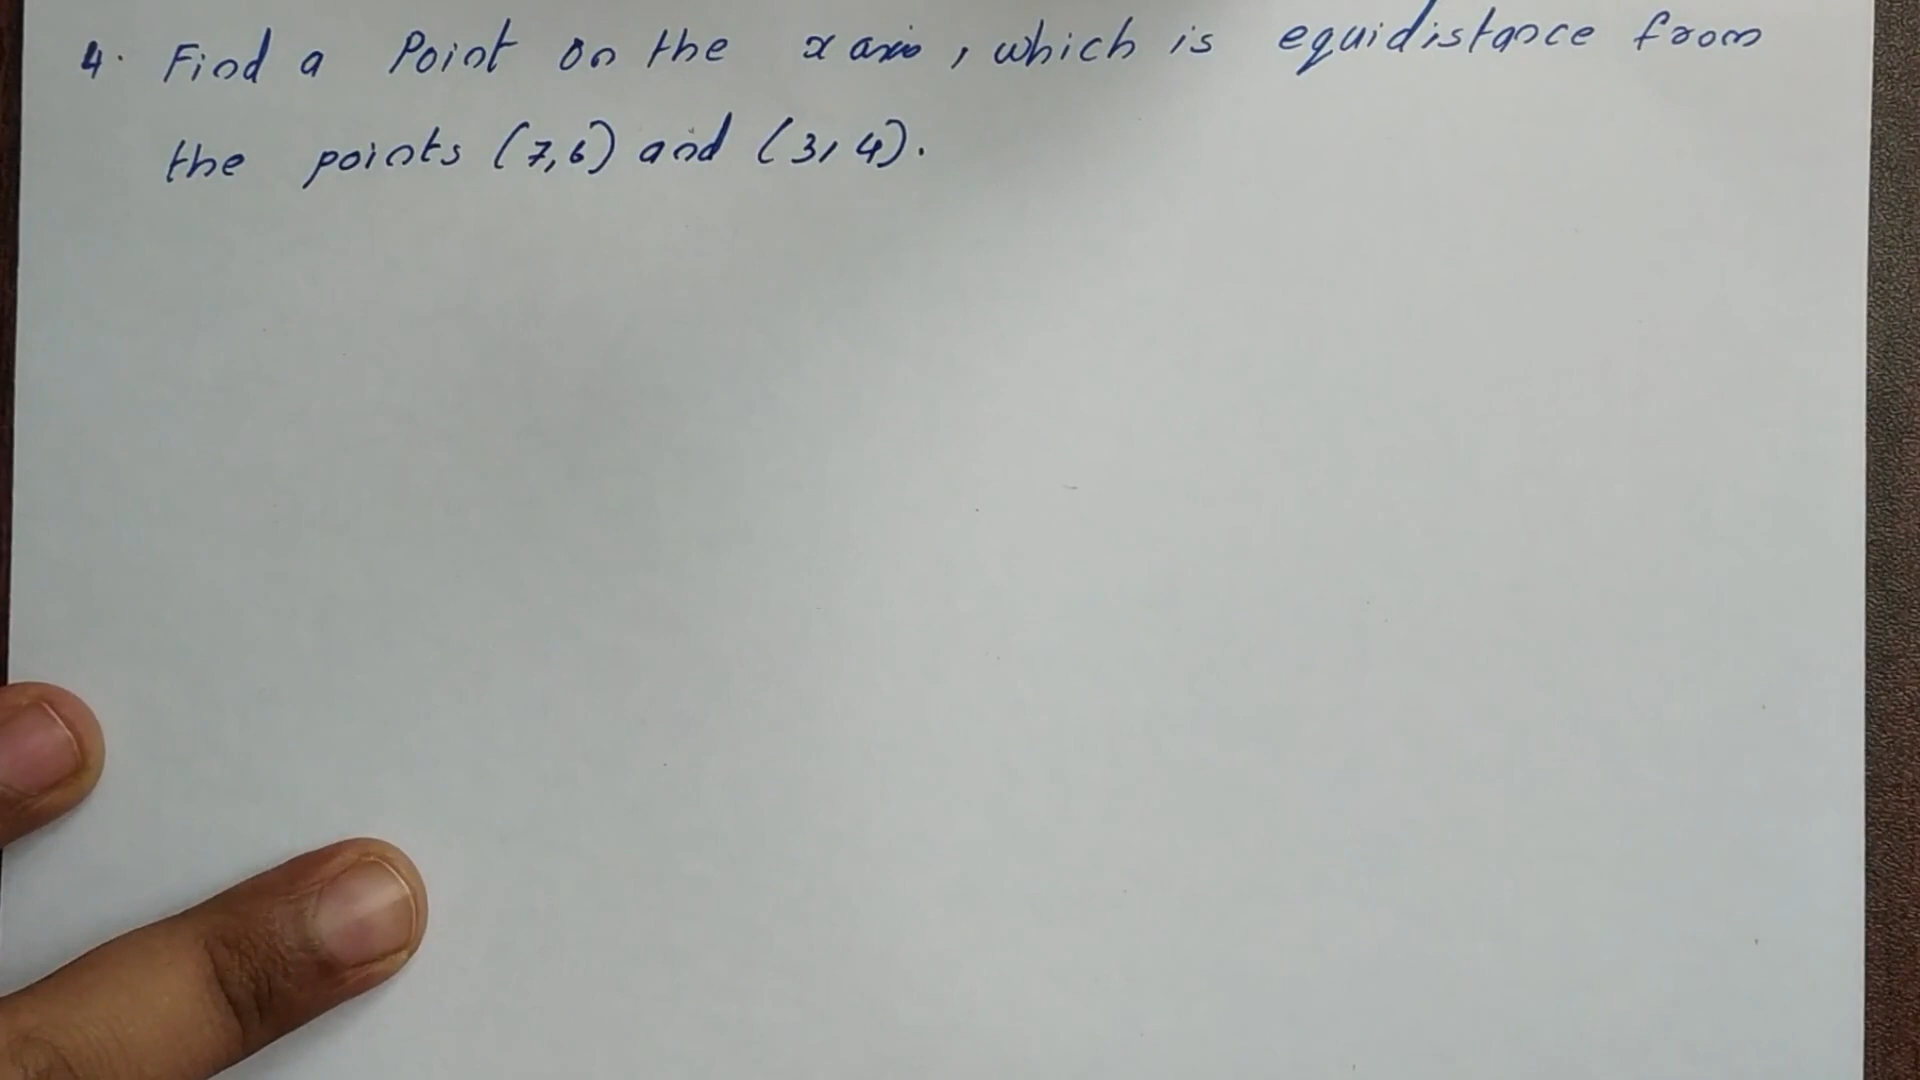 4. Find a Point on the x axis, which is equidistance from
the points (7,6) and (3,4).